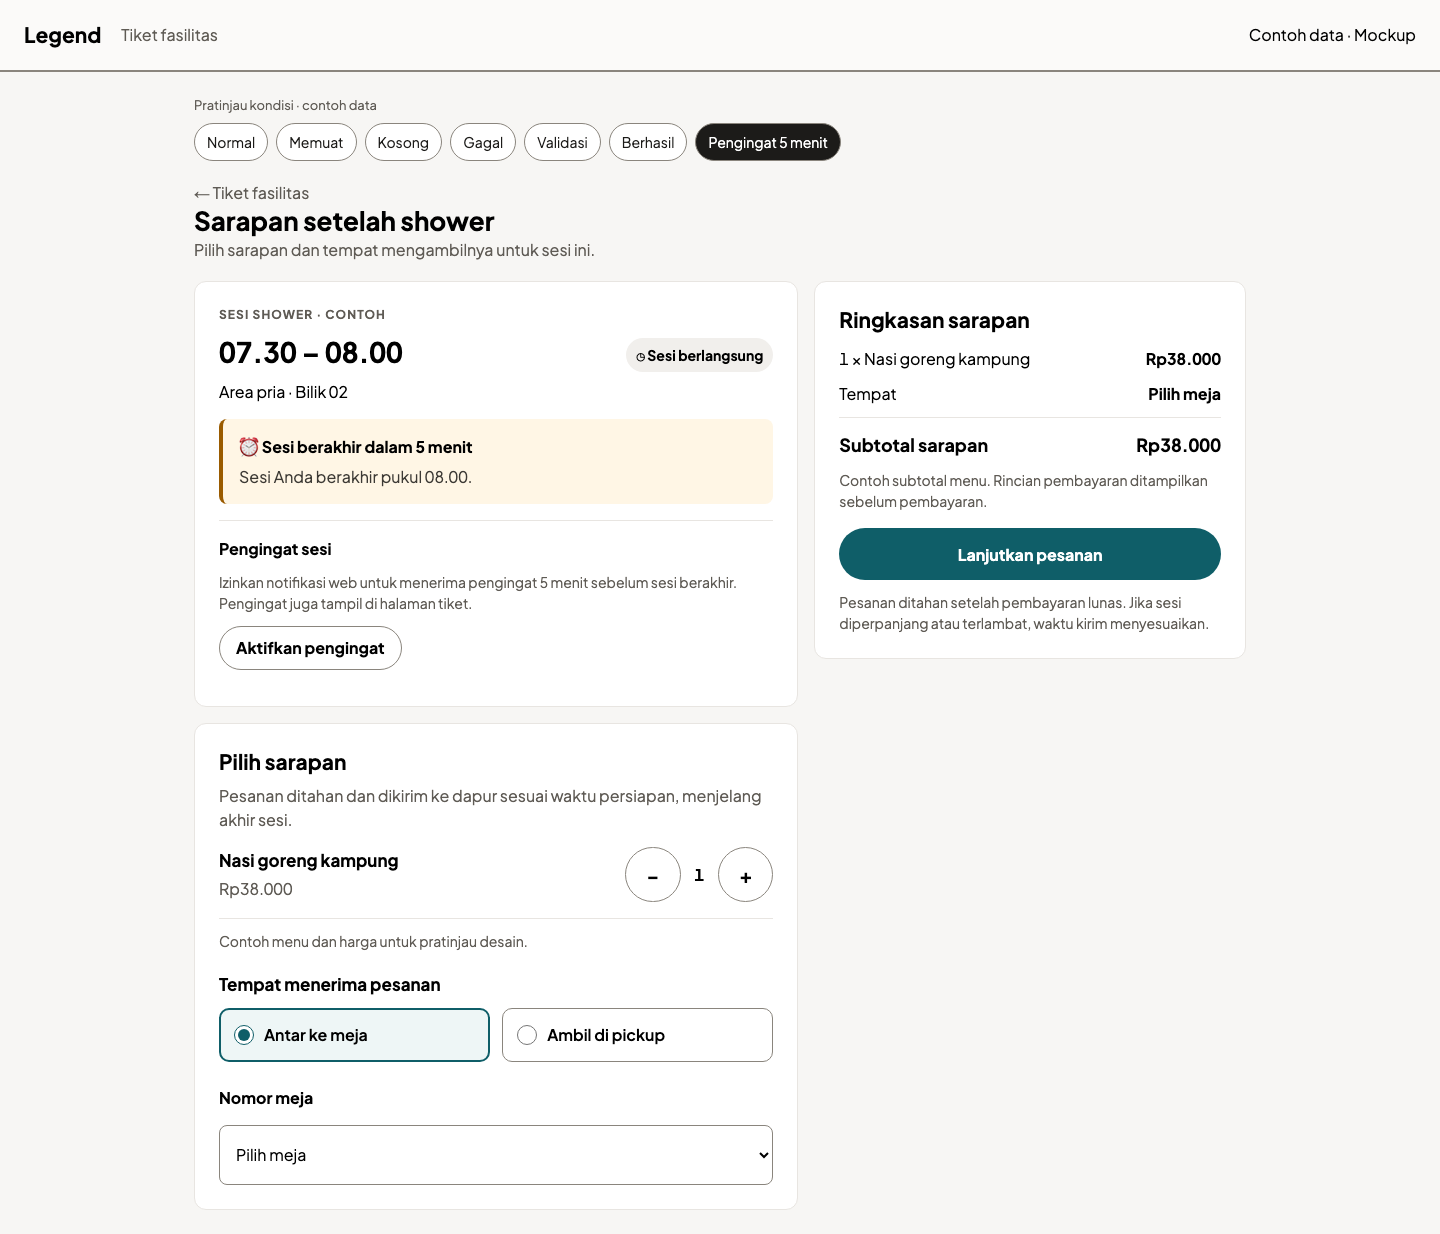 Legend
Tiket fasilitas
Contoh data · Mockup
Pratinjau kondisi · contoh data
Normal
Memuat
Kosong
Gagal
Validasi
Berhasil
Pengingat 5 menit
← Tiket fasilitas
Sarapan setelah shower
Pilih sarapan dan tempat mengambilnya untuk sesi ini.
SESI SHOWER · CONTOH
07.30 – 08.00
Sesi berlangsung
Area pria · Bilik 02
⏰ Sesi berakhir dalam 5 menit
Sesi Anda berakhir pukul 08.00.
Pengingat sesi
Izinkan notifikasi web untuk menerima pengingat 5 menit sebelum sesi berakhir.
Pengingat juga tampil di halaman tiket.
Aktifkan pengingat
Pilih sarapan
Pesanan ditahan dan dikirim ke dapur sesuai waktu persiapan, menjelang
akhir sesi.
Nasi goreng kampung
Rp38.000
− 1 +
Contoh menu dan harga untuk pratinjau desain.
Tempat menerima pesanan
Antar ke meja
Ambil di pickup
Nomor meja
Pilih meja
Ringkasan sarapan
1 × Nasi goreng kampung Rp38.000
Tempat Pilih meja
Subtotal sarapan Rp38.000
Contoh subtotal menu. Rincian pembayaran ditampilkan
sebelum pembayaran.
Lanjutkan pesanan
Pesanan ditahan setelah pembayaran lunas. Jika sesi
diperpanjang atau terlambat, waktu kirim menyesuaikan.